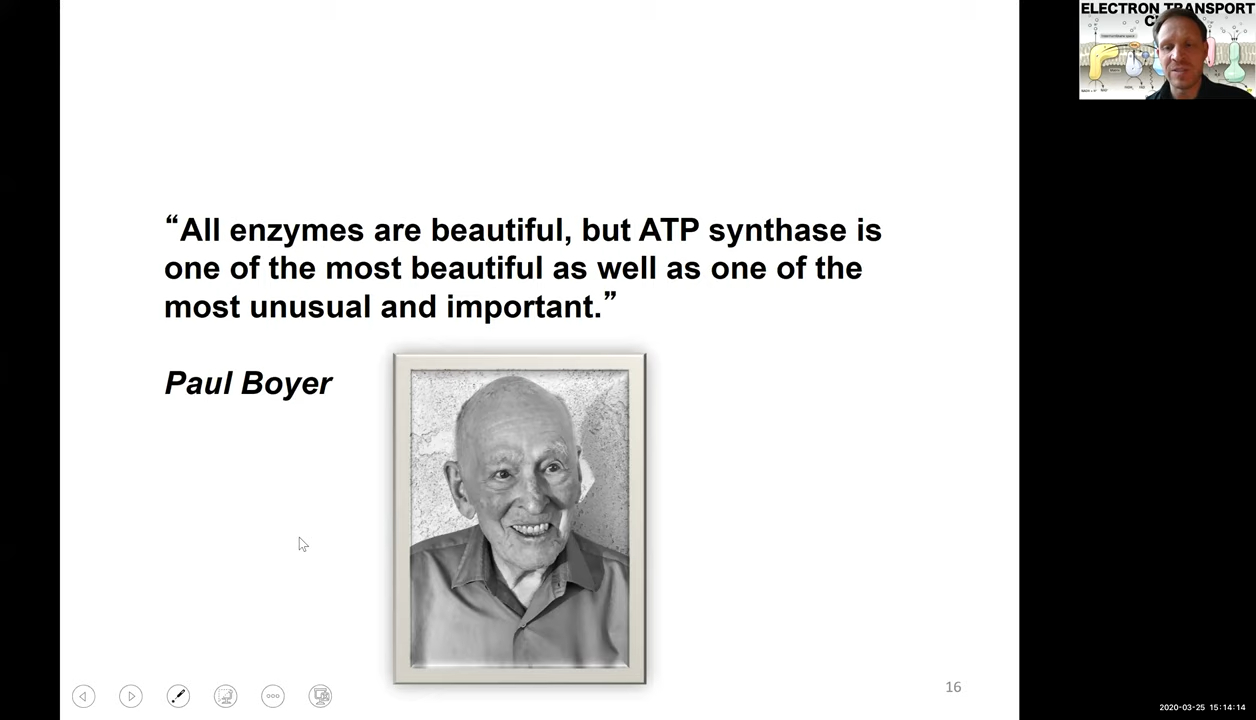 ELECTRON TRANSPORT
“All enzymes are beautiful, but ATP synthase is
one of the most beautiful as well as one of the
most unusual and important.”
Paul Boyer
16
2020-03-25 15:14:14